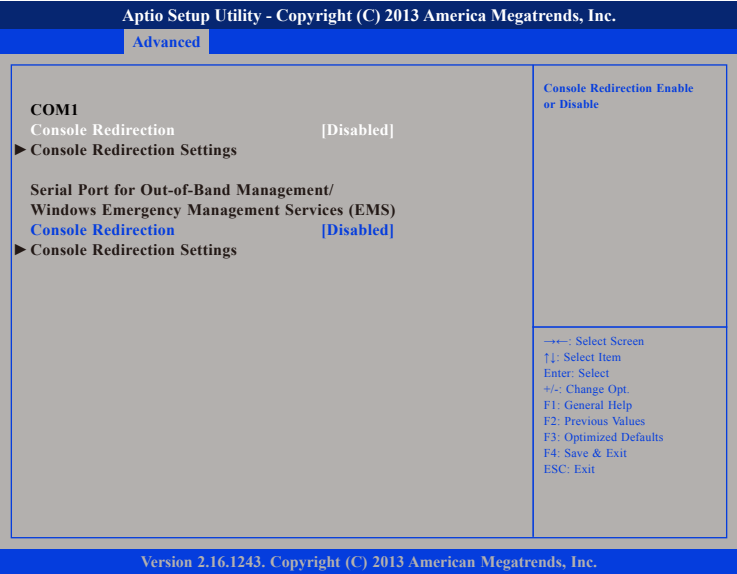 Aptio Setup Utility - Copyright (C) 2013 America Megatrends, Inc.
Advanced
COM1
Console Redirection [Disabled]
►Console Redirection Settings
Serial Port for Out-of-Band Management/
Windows Emergency Management Services (EMS)
Console Redirection [Disabled]
►Console Redirection Settings
Console Redirection Enable
or Disable
→←: Select Screen
↑↓: Select Item
Enter: Select
+/-: Change Opt.
F1: General Help
F2: Previous Values
F3: Optimized Defaults
F4: Save & Exit
ESC: Exit
Version 2.16.1243. Copyright (C) 2013 American Megatrends, Inc.